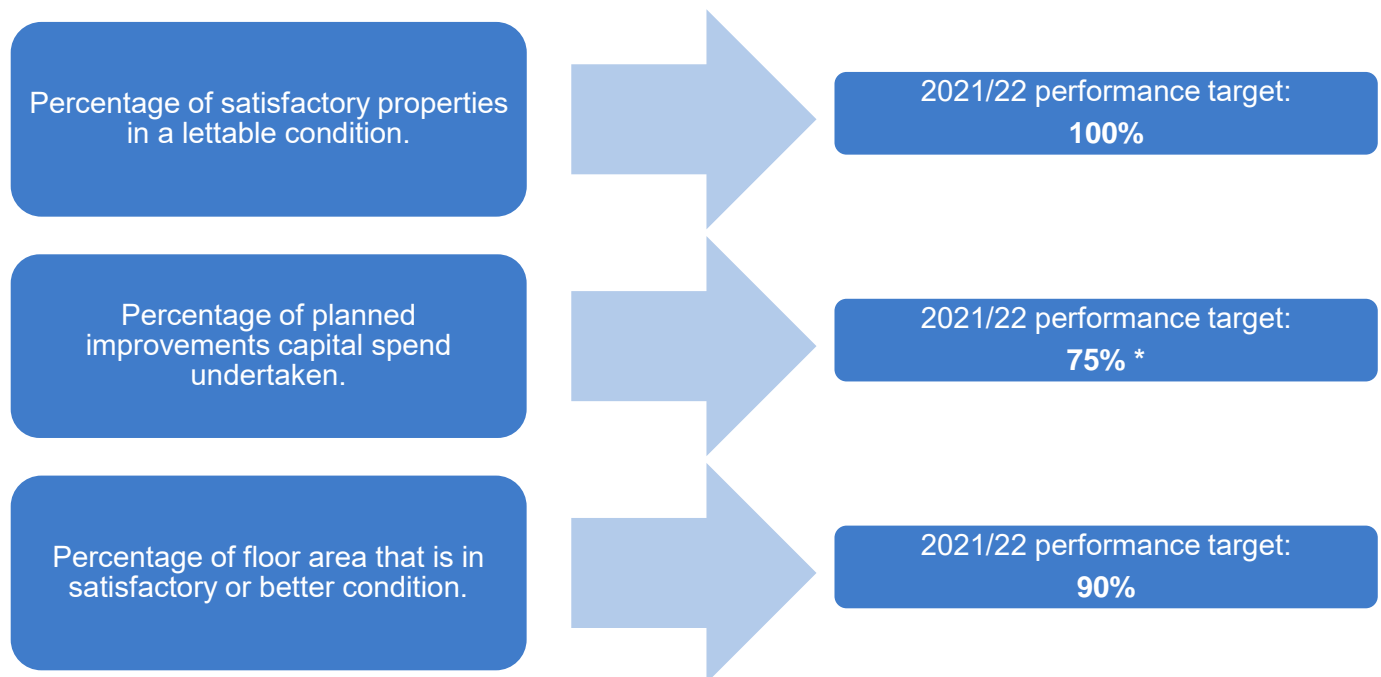 Percentage of satisfactory properties
in a lettable condition.
2021/22 performance target:
100%
Percentage of planned
improvements capital spend
undertaken.
2021/22 performance target:
75% *
Percentage of floor area that is in
satisfactory or better condition.
2021/22 performance target:
90%